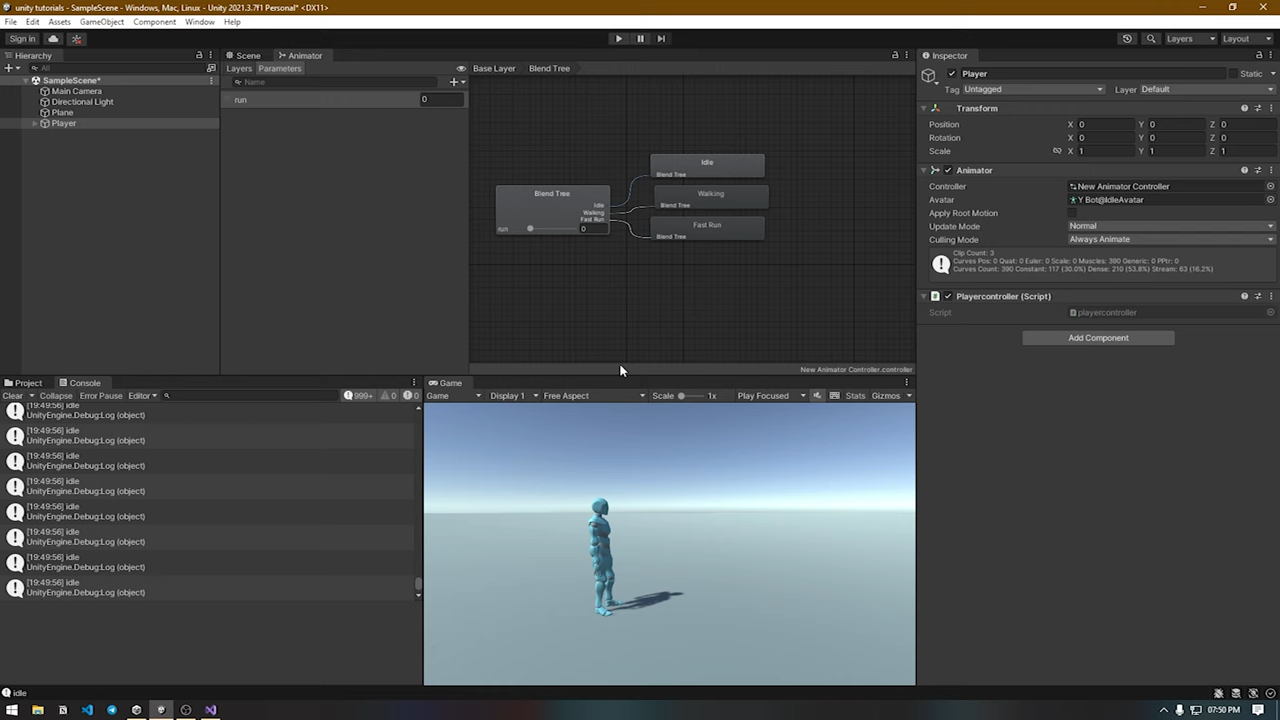 unity tutorials - SampleScene - Windows, Mac, Linux - Unity 2021.3.7f1 Personal* <DX11>
File Edit Assets GameObject Component Window Help
Sign in Layers Layout
Hierarchy
All
SampleScene*
Main Camera
Directional Light
Plane
Player
Scene Animator
Layers Parameters
Name
run 0
Base Layer Blend Tree
Blend Tree
Idle
Walking
Fast Run
run 0
Idle
Blend Tree
Walking
Blend Tree
Fast Run
Blend Tree
New Animator Controller.controller
Inspector
Player Static
Tag Untagged Layer Default
Transform
Position X 0 Y 0 Z 0
Rotation X 0 Y 0 Z 0
Scale X 1 Y 1 Z 1
Animator
Controller New Animator Controller
Avatar Y Bot@IdleAvatar
Apply Root Motion
Update Mode Normal
Culling Mode Always Animate
Clip Count: 3
Curves Pos: 0 Quat: 0 Euler: 0 Scale: 0 Muscles: 390 Generic: 0 PPtr: 0
Curves Count: 390 Constant: 117 (30.0%) Dense: 210 (53.8%) Stream: 63 (16.2%)
Playercontroller (Script)
Script playercontroller
Add Component
Project Console
Clear Collapse Error Pause Editor 999+ 0 0
[19:49:56] idle
UnityEngine.Debug:Log (object)
[19:49:56] idle
UnityEngine.Debug:Log (object)
[19:49:56] idle
UnityEngine.Debug:Log (object)
[19:49:56] idle
UnityEngine.Debug:Log (object)
[19:49:56] idle
UnityEngine.Debug:Log (object)
[19:49:56] idle
UnityEngine.Debug:Log (object)
[19:49:56] idle
UnityEngine.Debug:Log (object)
[19:49:56] idle
UnityEngine.Debug:Log (object)
Game
Game Display 1 Free Aspect Scale 1x Play Focused Stats Gizmos
idle
07:50 PM